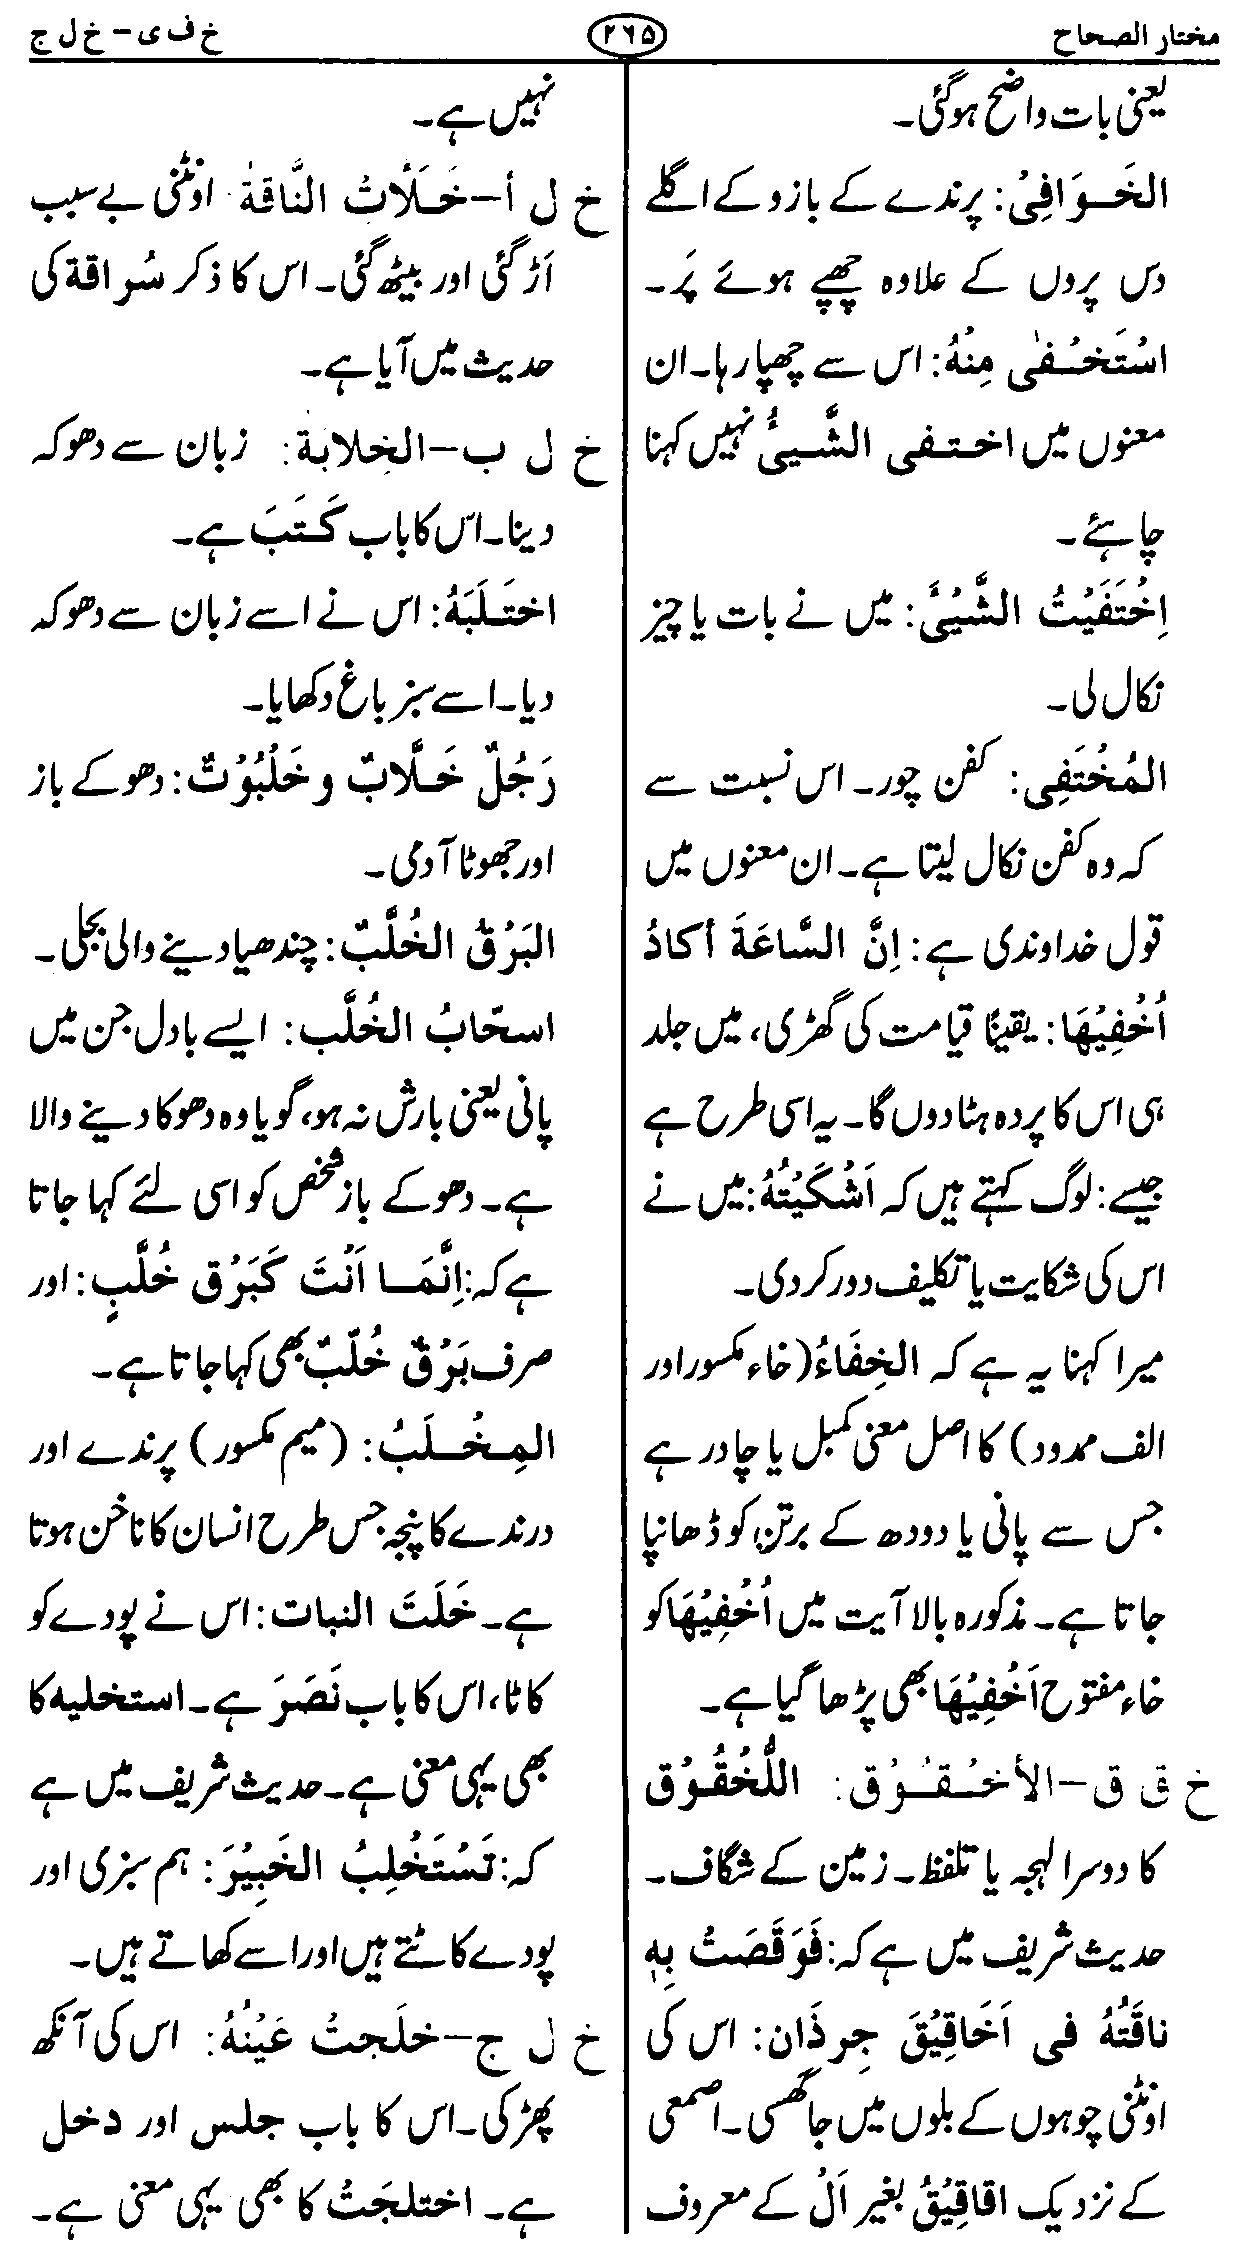 مختار الصحاح
۲۶۵
خ ف ی - خ ل ج
یعنی بات واضح ہوگئی۔
الخَوَافِیْ: پرندے کے بازو کے اگلے
دس پروں کے علاوہ چھپے ہوئے پَر۔
اسْتَخْفٰی مِنْهُ: اس سے چھپا رہا۔ ان
معنوں میں اختفی الشَّیئُ نہیں کہنا
چاہئے۔
اِخْتَفَیْتُ الشَّیْئَ: میں نے بات یا چیز
نکال لی۔
المُخْتَفِی: کفن چور۔ اس نسبت سے
کہ وہ کفن نکال لیتا ہے۔ ان معنوں میں
قول خداوندی ہے: اِنَّ السَّاعَةَ أکادُ
اُخْفِیْهَا: یقینًا قیامت کی گھڑی، میں جلد
ہی اس کا پردہ ہٹا دوں گا۔ یہ اسی طرح ہے
جیسے: لوگ کہتے ہیں کہ اَشْکَیْتُهُ: میں نے
اس کی شکایت یا تکلیف دور کردی۔
میرا کہنا یہ ہے کہ الخِفَاءُ (خاء مکسور اور
الف ممدود) کا اصل معنی کمبل یا چادر ہے
جس سے پانی یا دودھ کے برتن کو ڈھانپا
جاتا ہے۔ مذکورہ بالا آیت میں اُخْفِیْهَا کو
خاء مفتوح اَخْفِیْهَا بھی پڑھا گیا ہے۔
خ ق ق - الأخْقُوْق: اللُّخْقُوْق
کا دوسرا لہجہ یا تلفظ۔ زمین کے شگاف۔
حدیث شریف میں ہے کہ: فَوَقَصَتْ بِهٖ
ناقَتُهُ فی اَخَاقِیْقَ جِرذَان: اس کی
اونٹنی چوہوں کے بلوں میں جا گھسی۔ اصمعی
کے نزدیک اقاقِیْقُ بغیر اَلْ کے معروف
نہیں ہے۔
خ ل أ - خَلَأتُ النَّاقَة: اونٹنی بے سبب
اَڑ گئی اور بیٹھ گئی۔ اس کا ذکر سُراقة کی
حدیث میں آیا ہے۔
خ ل ب - الخِلابَة: زبان سے دھوکہ
دینا۔ اس کا باب کَتَبَ ہے۔
اختَلَبَهُ: اس نے اسے زبان سے دھوکہ
دیا۔ اسے سبز باغ دکھایا۔
رَجُلٌ خَلَّابٌ و خَلَبُوْتٌ: دھوکے باز
اور جھوٹا آدمی۔
البَرْقُ الخُلَّبٌ: چندھیا دینے والی بجلی۔
اسحّابُ الخُلَّب: ایسے بادل جن میں
پانی یعنی بارش نہ ہو، گویا وہ دھوکا دینے والا
ہے۔ دھوکے باز شخص کو اسی لئے کہا جاتا
ہے کہ: اِنَّمَا اَنْتَ کَبَرْق خُلَّبٍ: اور
صرف بَرْقٌ خُلّبٌ بھی کہا جاتا ہے۔
المِخْلَبُ: (میم مکسور) پرندے اور
درندے کا پنجہ جس طرح انسان کا ناخن ہوتا
ہے۔ خَلَتَ النبات: اس نے پودے کو
کاٹا، اس کا باب نَصَرَ ہے۔ استخلیه کا
بھی یہی معنی ہے۔ حدیث شریف میں ہے
کہ: تَسْتَخْلِبُ الخَبِیْرَ: ہم سبزی اور
پودے کاٹتے ہیں اور اسے کھاتے ہیں۔
خ ل ج - خلَجتْ عَیْنُهُ: اس کی آنکھ
پھڑکی۔ اس کا باب جلس اور دخل
ہے۔ اختلجَتْ کا بھی یہی معنی ہے۔